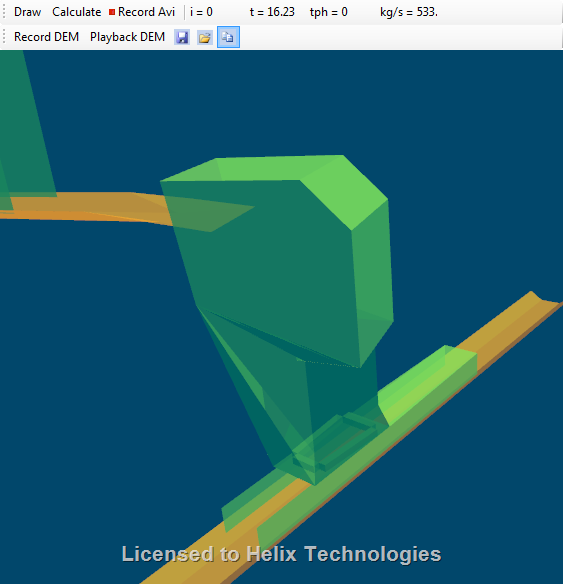 Draw Calculate Record Avi i = 0 t = 16.23 tph = 0 kg/s = 533.
Record DEM Playback DEM
Licensed to Helix Technologies